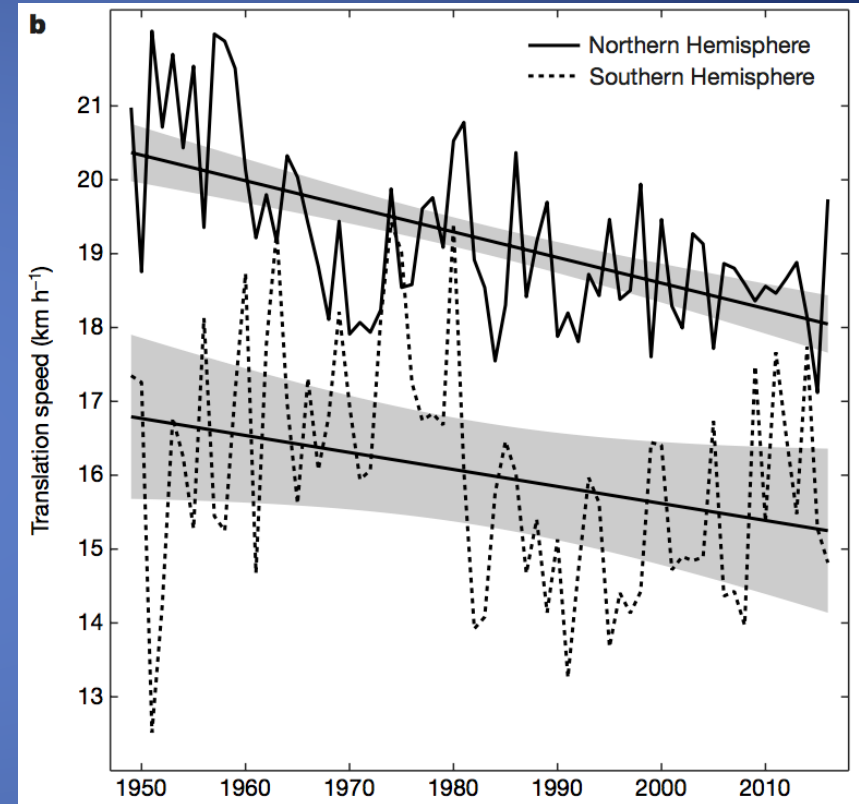 b
Northern Hemisphere
Southern Hemisphere
Translation speed (km h⁻¹)
21
20
19
18
17
16
15
14
13
1950 1960 1970 1980 1990 2000 2010